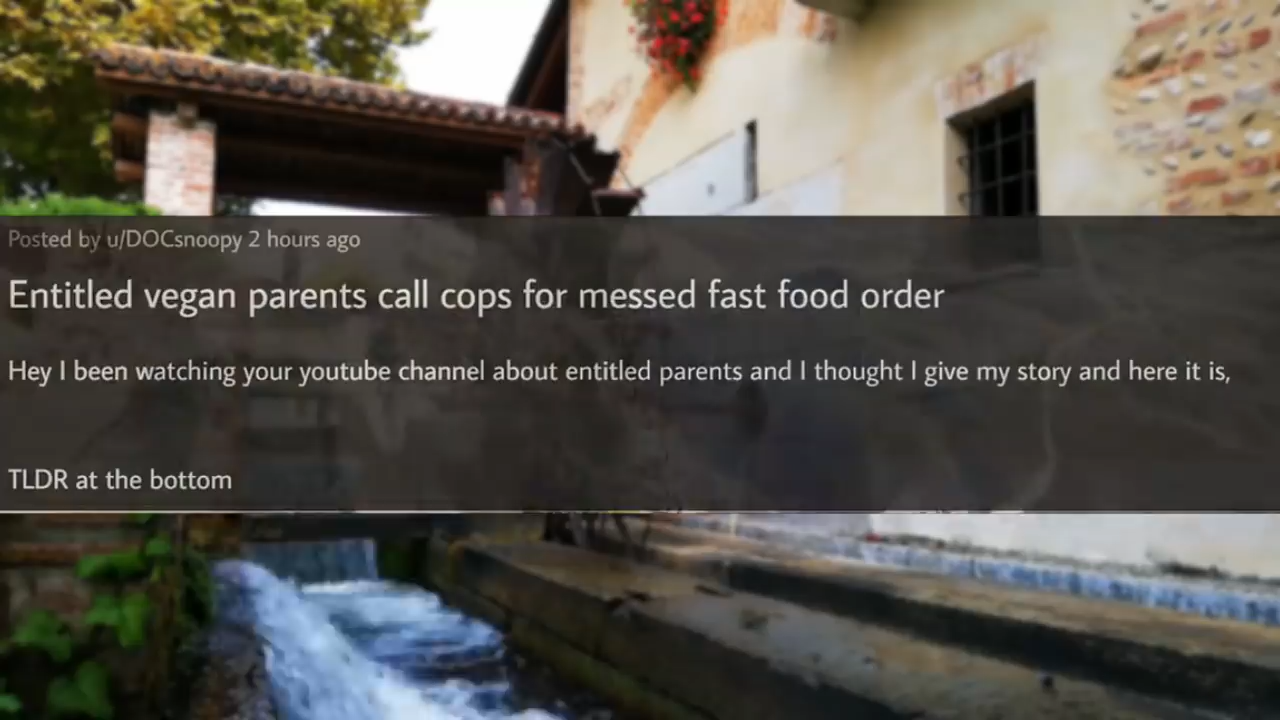 Posted by u/DOCsnoopy 2 hours ago
Entitled vegan parents call cops for messed fast food order
Hey I been watching your youtube channel about entitled parents and I thought I give my story and here it is,
TLDR at the bottom